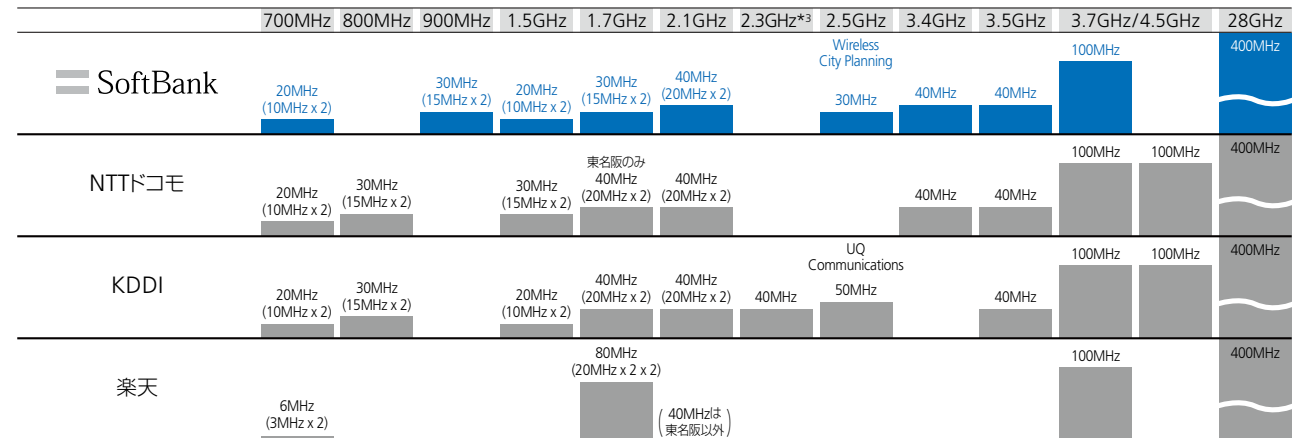 700MHz 800MHz 900MHz 1.5GHz 1.7GHz 2.1GHz 2.3GHz*3 2.5GHz 3.4GHz 3.5GHz 3.7GHz/4.5GHz 28GHz
SoftBank
20MHz
(10MHz x 2)
30MHz
(15MHz x 2)
20MHz
(10MHz x 2)
30MHz
(15MHz x 2)
40MHz
(20MHz x 2)
Wireless
City Planning
30MHz
40MHz
40MHz
100MHz
400MHz
NTTドコモ
20MHz
(10MHz x 2)
30MHz
(15MHz x 2)
30MHz
(15MHz x 2)
東名阪のみ
40MHz
(20MHz x 2)
40MHz
(20MHz x 2)
40MHz
40MHz
100MHz
100MHz
400MHz
KDDI
20MHz
(10MHz x 2)
30MHz
(15MHz x 2)
20MHz
(10MHz x 2)
40MHz
(20MHz x 2)
40MHz
(20MHz x 2)
40MHz
UQ
Communications
50MHz
40MHz
100MHz
100MHz
400MHz
楽天
6MHz
(3MHz x 2)
80MHz
(20MHz x 2 x 2)
(40MHzは
東名阪以外)
100MHz
400MHz